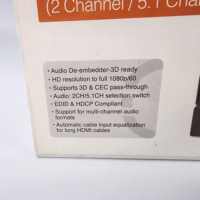 (2 Channel / 5.1 Cha
• Audio De-embedder-3D ready
• HD resolution to full 1080p/60
• Supports 3D & CEC pass-through
• Audio: 2CH/5.1CH selection switch
• EDID & HDCP Compliant
• Support for multi-channel audio
formats
• Automatic cable input equalization
for long HDMI cables